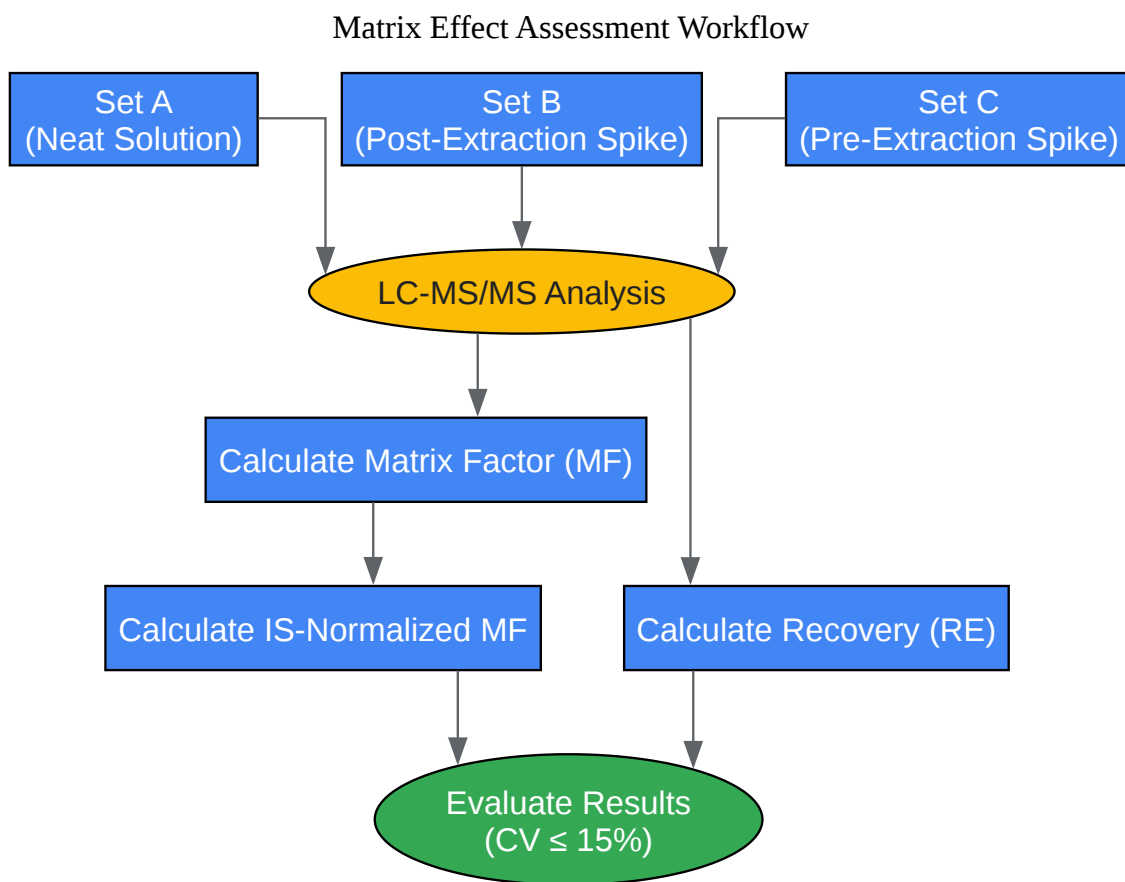 Matrix Effect Assessment Workflow
Set A
(Neat Solution)
Set B
(Post-Extraction Spike)
Set C
(Pre-Extraction Spike)
LC-MS/MS Analysis
Calculate Matrix Factor (MF)
Calculate IS-Normalized MF
Calculate Recovery (RE)
Evaluate Results
(CV ≤ 15%)